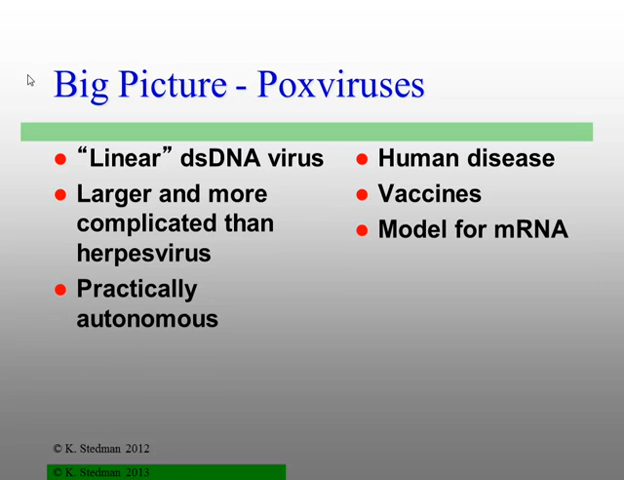 Big Picture - Poxviruses
“Linear” dsDNA virus
Larger and more
complicated than
herpesvirus
Practically
autonomous
Human disease
Vaccines
Model for mRNA
© K. Stedman 2012
© K. Stedman 2013